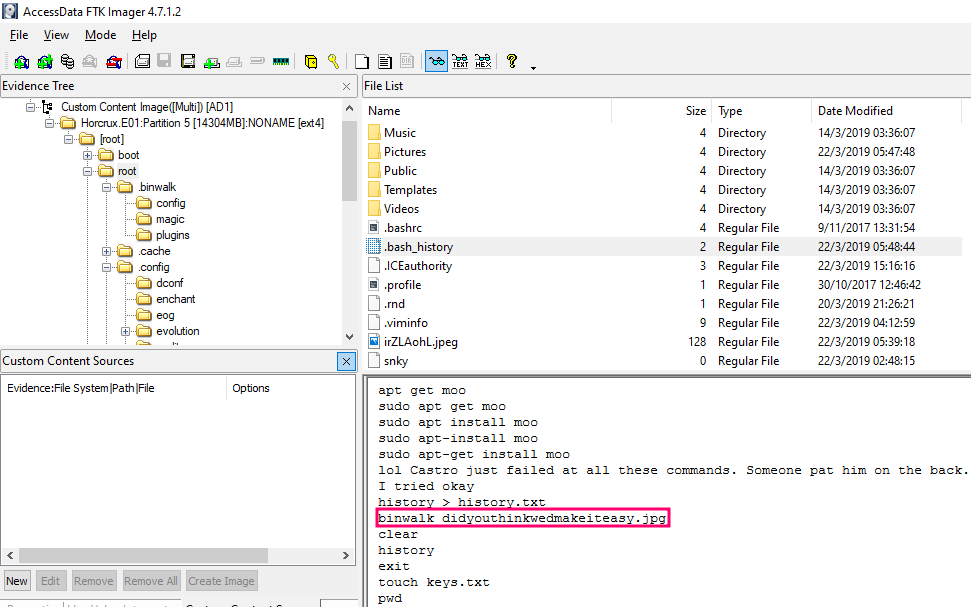 AccessData FTK Imager 4.7.1.2
File View Mode Help
Evidence Tree
Custom Content Image([Multi]) [AD1]
Horcrux.E01:Partition 5 [14304MB]:NONAME [ext4]
[root]
boot
root
.binwalk
config
magic
plugins
.cache
.config
dconf
enchant
eog
evolution
Custom Content Sources
Evidence:File System|Path|File Options
New Edit Remove Remove All Create Image
File List
Name Size Type Date Modified
Music 4 Directory 14/3/2019 03:36:07
Pictures 4 Directory 22/3/2019 05:47:48
Public 4 Directory 14/3/2019 03:36:07
Templates 4 Directory 14/3/2019 03:36:07
Videos 4 Directory 14/3/2019 03:36:07
.bashrc 4 Regular File 9/11/2017 13:31:54
.bash_history 2 Regular File 22/3/2019 05:48:44
.ICEauthority 3 Regular File 22/3/2019 15:16:16
.profile 1 Regular File 30/10/2017 12:46:42
.rnd 1 Regular File 20/3/2019 21:26:21
.viminfo 9 Regular File 22/3/2019 04:12:59
irZLAohL.jpeg 128 Regular File 22/3/2019 05:39:18
snky 0 Regular File 22/3/2019 02:48:15
apt get moo
sudo apt get moo
sudo apt install moo
sudo apt-install moo
sudo apt-get install moo
lol Castro just failed at all these commands. Someone pat him on the back.
I tried okay
history > history.txt
binwalk didyouthinkwedmakeiteasy.jpg
clear
history
exit
touch keys.txt
pwd